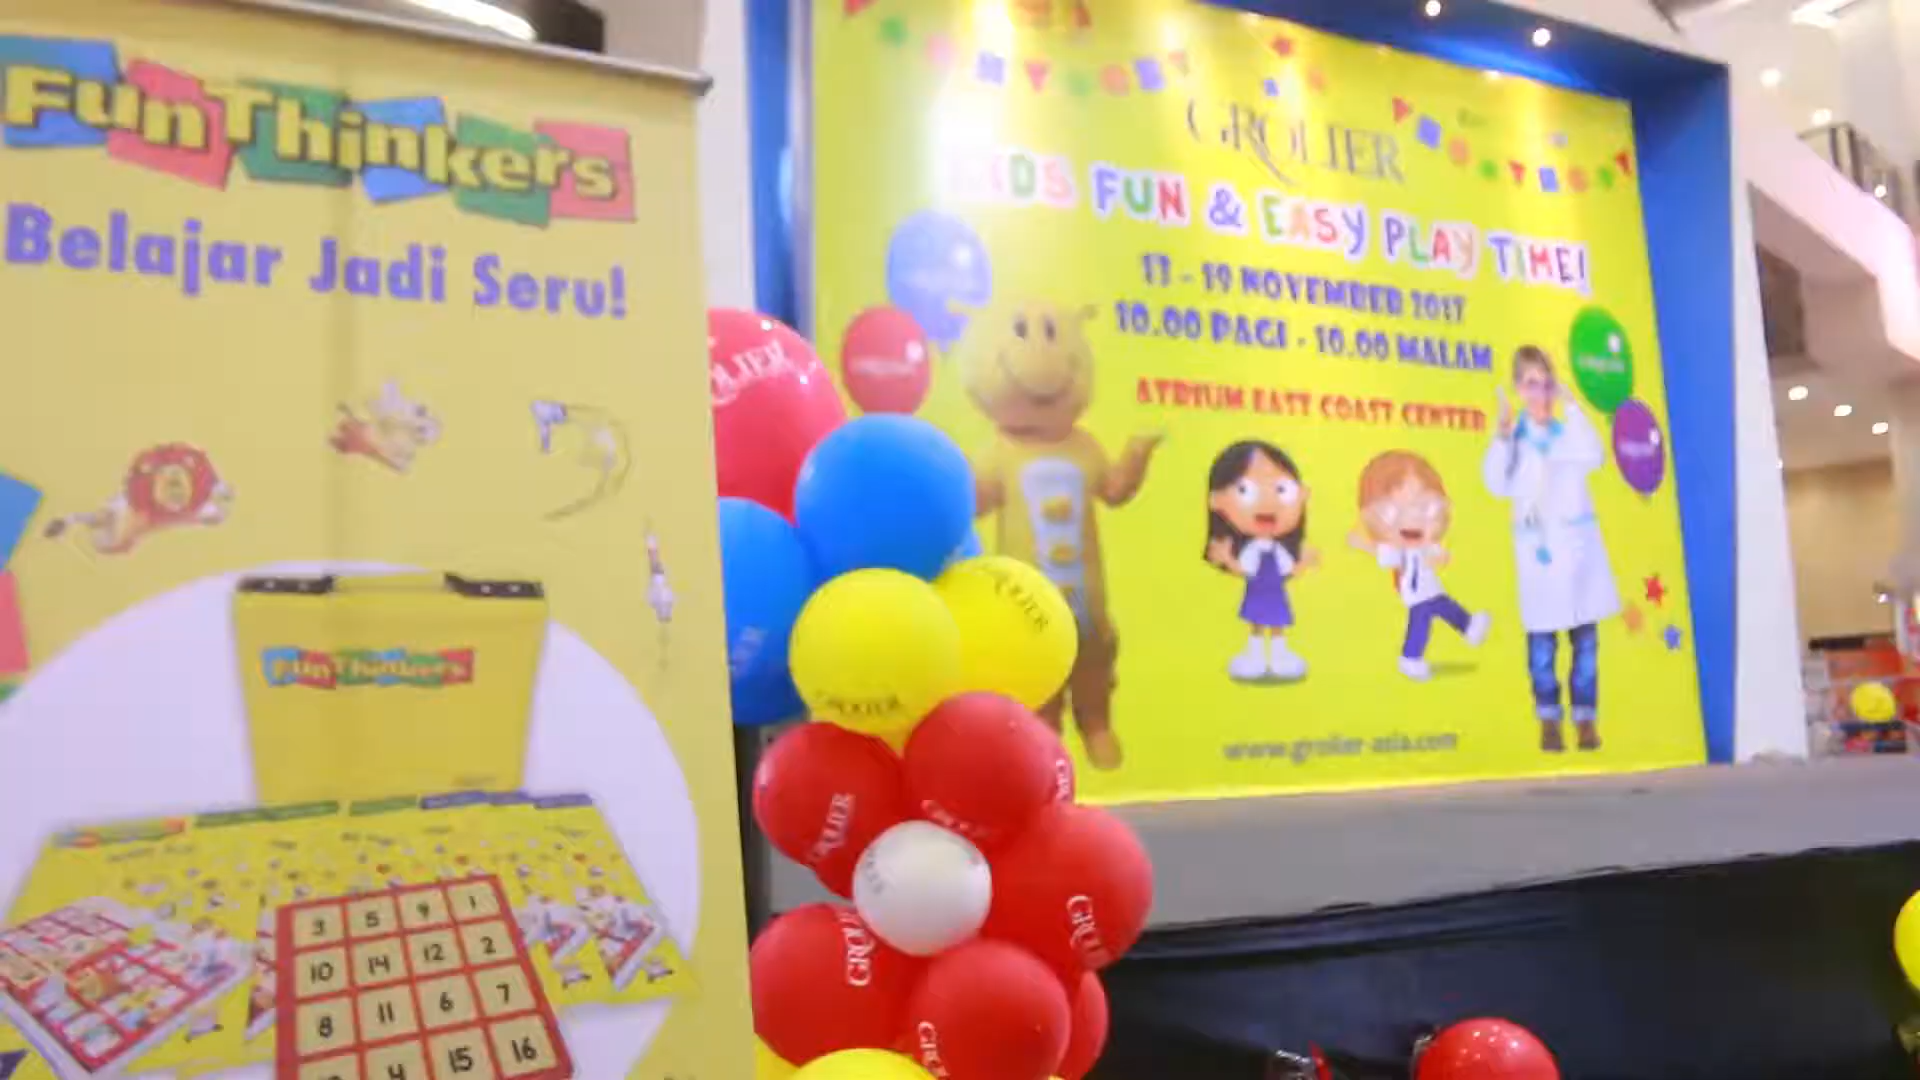 FunThinkers
Belajar Jadi Seru!
FunThinkers
3 5 9 1
10 14 12 2
8 11 6 7
4 15 16
GROLIER
KIDS FUN & EASY PLAY TIME!
13 - 19 NOVEMBER 2017
10.00 PAGI - 10.00 MALAM
ATRIUM EAST COAST CENTER
www.grolier-asia.com
GROLIER
GROLIER
GROLIER
GROLIER